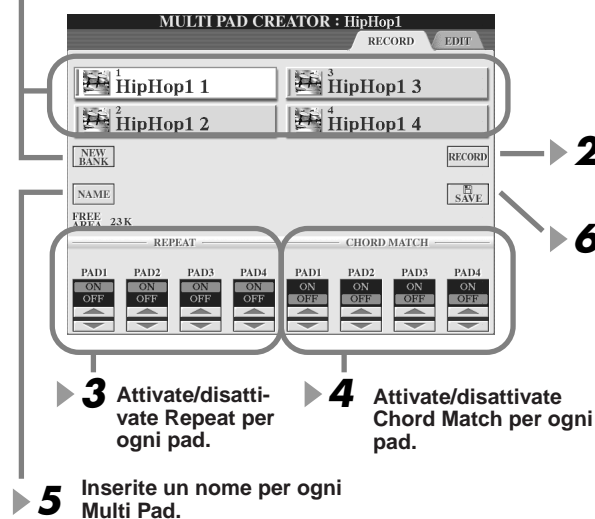 MULTI PAD CREATOR : HipHop1
RECORD EDIT
1 HipHop1 1
3 HipHop1 3
2 HipHop1 2
4 HipHop1 4
NEW BANK
RECORD
2
NAME
SAVE
FREE AREA 23K
6
REPEAT
CHORD MATCH
PAD1 PAD2 PAD3 PAD4 PAD1 PAD2 PAD3 PAD4
ON ON ON ON ON ON ON ON
OFF OFF OFF OFF OFF OFF OFF OFF
3 Attivate/disatti-
vate Repeat per
ogni pad.
4 Attivate/disattivate
Chord Match per ogni
pad.
5 Inserite un nome per ogni
Multi Pad.